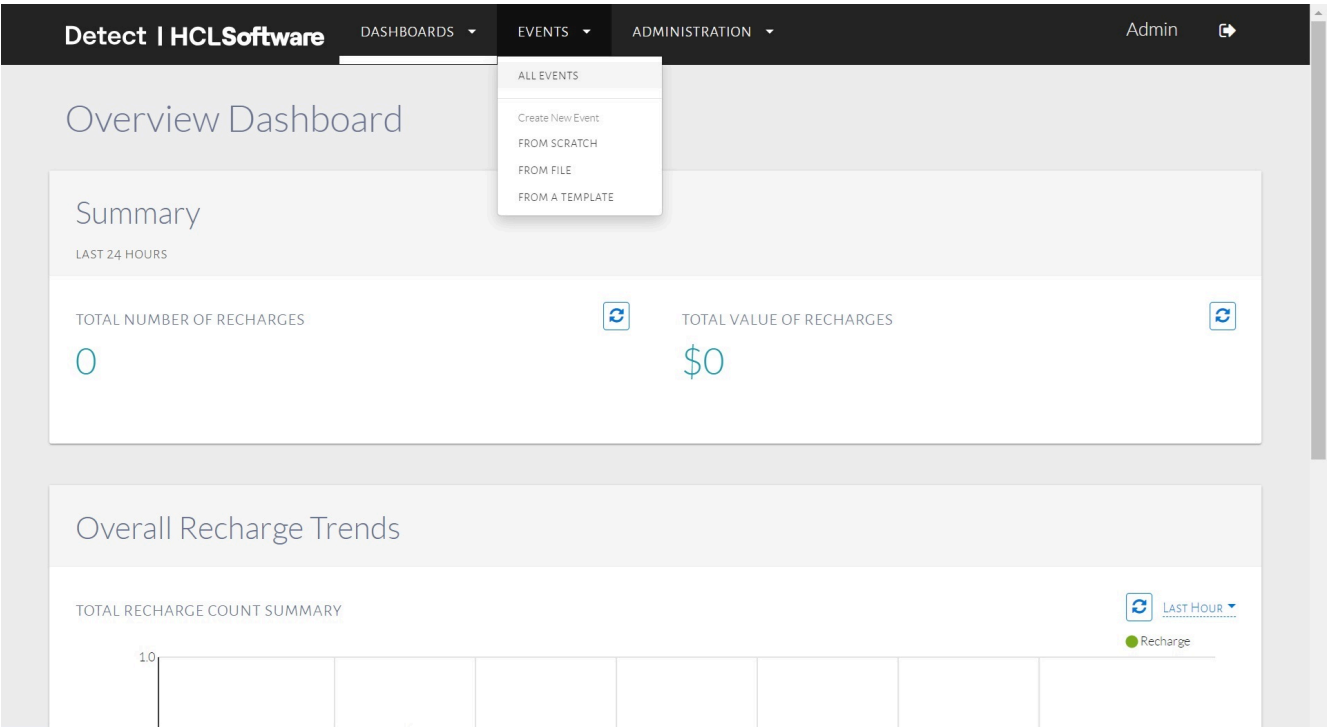 Detect | HCLSoftware DASHBOARDS EVENTS ADMINISTRATION Admin
ALL EVENTS
Create New Event
FROM SCRATCH
FROM FILE
FROM A TEMPLATE
Overview Dashboard
Summary
LAST 24 HOURS
TOTAL NUMBER OF RECHARGES
0
TOTAL VALUE OF RECHARGES
$0
Overall Recharge Trends
TOTAL RECHARGE COUNT SUMMARY
LAST HOUR
Recharge
1.0